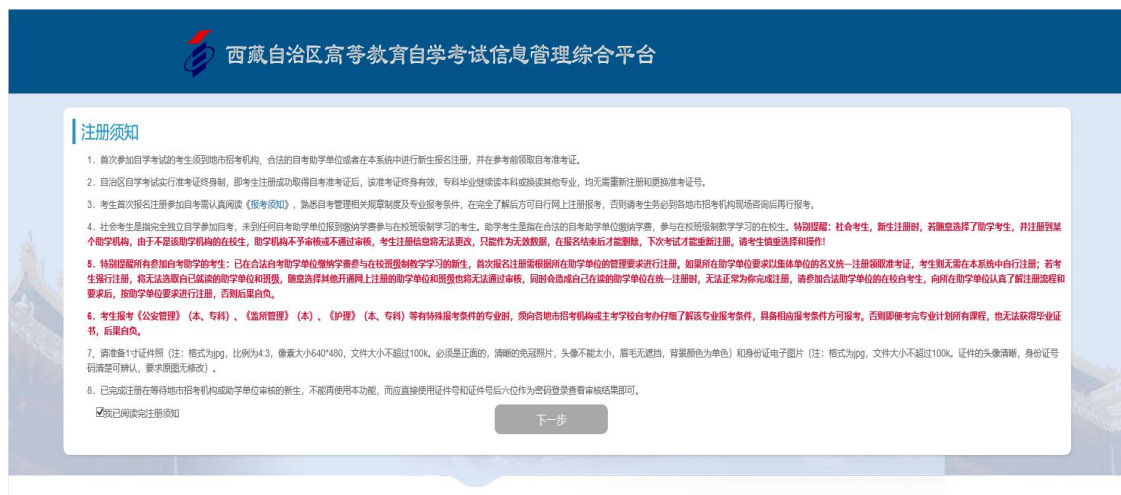 西藏自治区高等教育自学考试信息管理综合平台
注册须知
1、首次参加自学考试的考生须到地市招考机构、合法的自考助学单位或者在本系统中进行新生报名注册，并在参考前领取自考准考证。
2、自治区自学考试实行准考证终身制，即考生注册成功取得自考准考证后，该准考证终身有效，专科毕业继续读本科或换读其他专业，均无需重新注册和更换准考证号。
3、考生首次报名注册参加自考需认真阅读《报考须知》，熟悉自考管理相关规章制度及专业报考条件，在完全了解后方可自行网上注册报考，否则请考生务必到各地市招考机构现场咨询后再行报考。
4、社会考生是指完全独立自学参加自考，未到任何自考助学单位报到缴纳学费参与在校班级制学习的考生。助学考生是指在合法的自考助学单位缴纳学费，参与在校班级制教学学习的考生。特别提醒：社会考生，新生注册时，若随意选择了助学考生，并注册到某
个助学机构，由于不是该助学机构的在校生，助学机构不予审核或不通过审核，考生注册信息将无法更改，只能作为无效数据，在报名结束后才能删除，下次考试才能重新注册。请考生慎重选择和操作！
5、特别提醒所有参加自考助学的考生：已在合法自考助学单位缴纳学费参与在校班级制教学学习的新生，首次报名注册需根据所在助学单位的管理要求进行注册。如果所在助学单位要求以集体单位的名义统一注册领取准考证，考生则无需在本系统中自行注册；若考
生强行注册，将无法选取自己就读的助学单位和班级，随意选择其他开通网上注册的助学单位和班级也将无法通过审核，同时会造成自己在读的助学单位在统一注册时，无法正常为你完成注册，请参加合法助学单位的在校自考生，向所在助学单位认真了解注册流程和
要求后，按助学单位要求进行注册，否则后果自负。
6、考生报考《公安管理》（本、专科）、《监所管理》（本）、《护理》（本、专科）等有特殊报考条件的专业时，须向各地市招考机构或主考学校自考办仔细了解该专业报考条件，具备相应报考条件方可报考。否则即便考完专业计划所有课程，也无法获得毕业证
书，后果自负。
7、请准备1寸证件照（注：格式为jpg，比例为4:3，像素大小640*480，文件大小不超过100k。必须是正面的，清晰的免冠照片，头像不能太小，眉毛无遮挡，背景颜色为单色）和身份证电子图片（注：格式为jpg，文件大小不超过100k。证件的头像清晰，身份证号
码清楚可辨认，要求原图无修改）。
8、已完成注册在等待地市招考机构或助学单位审核的新生，不能再使用本功能，而应直接使用证件号和证件号后六位作为密码登录查看审核结果即可。
我已阅读完注册须知
下一步